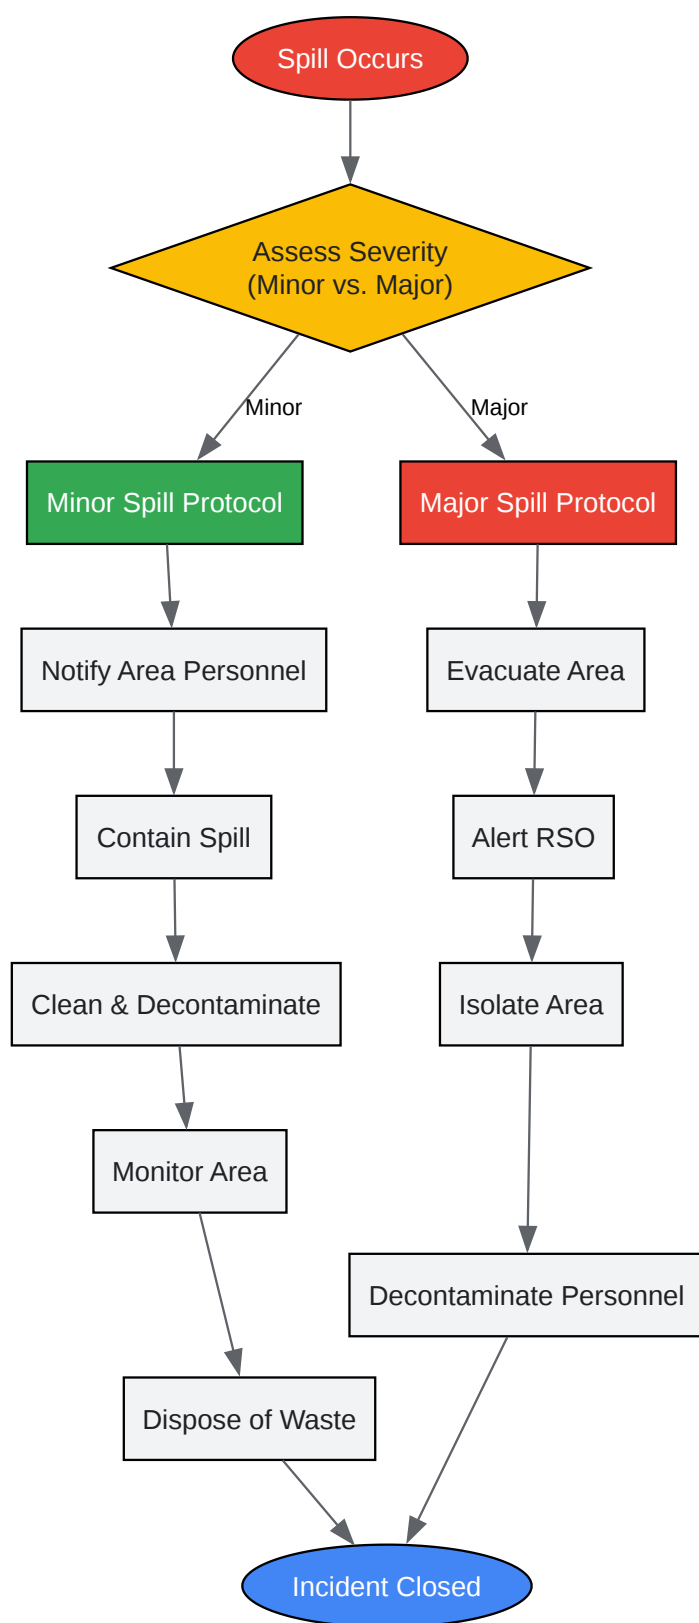 Spill Occurs
Assess Severity
(Minor vs. Major)
Minor
Major
Minor Spill Protocol
Major Spill Protocol
Notify Area Personnel
Evacuate Area
Contain Spill
Alert RSO
Clean & Decontaminate
Isolate Area
Monitor Area
Decontaminate Personnel
Dispose of Waste
Incident Closed